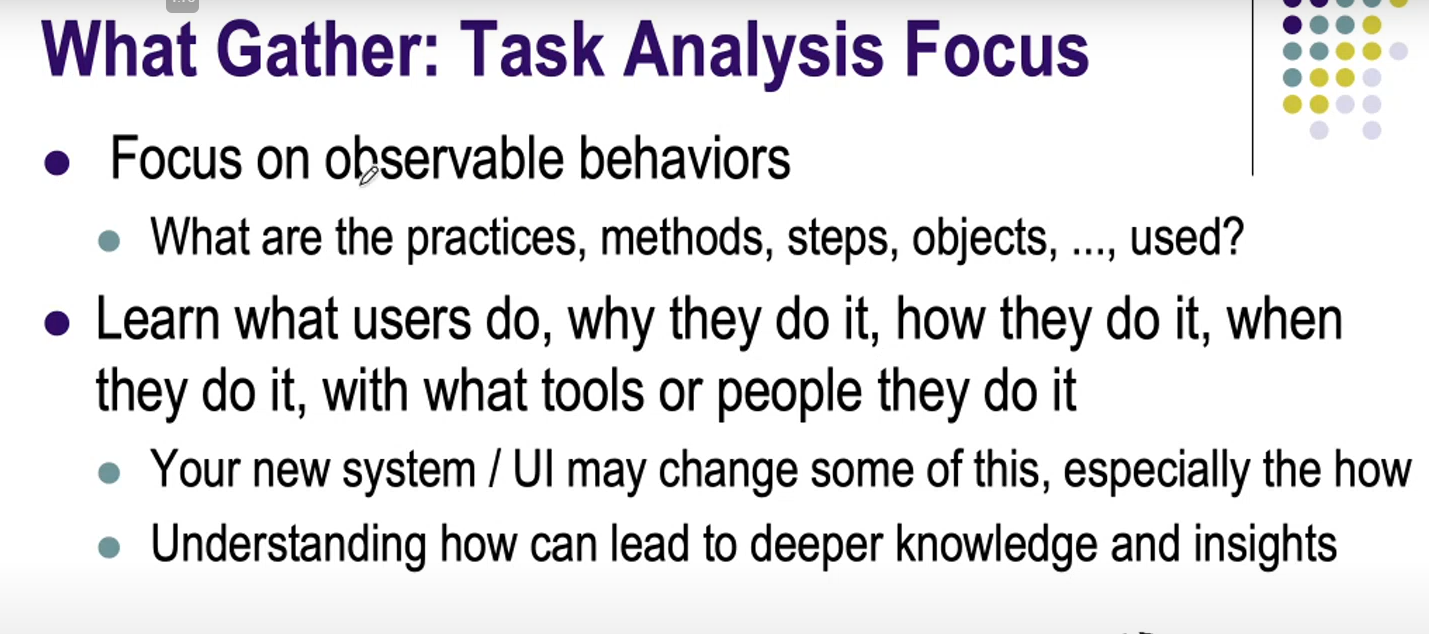 What Gather: Task Analysis Focus
Focus on observable behaviors
What are the practices, methods, steps, objects, ..., used?
Learn what users do, why they do it, how they do it, when
they do it, with what tools or people they do it
Your new system / UI may change some of this, especially the how
Understanding how can lead to deeper knowledge and insights